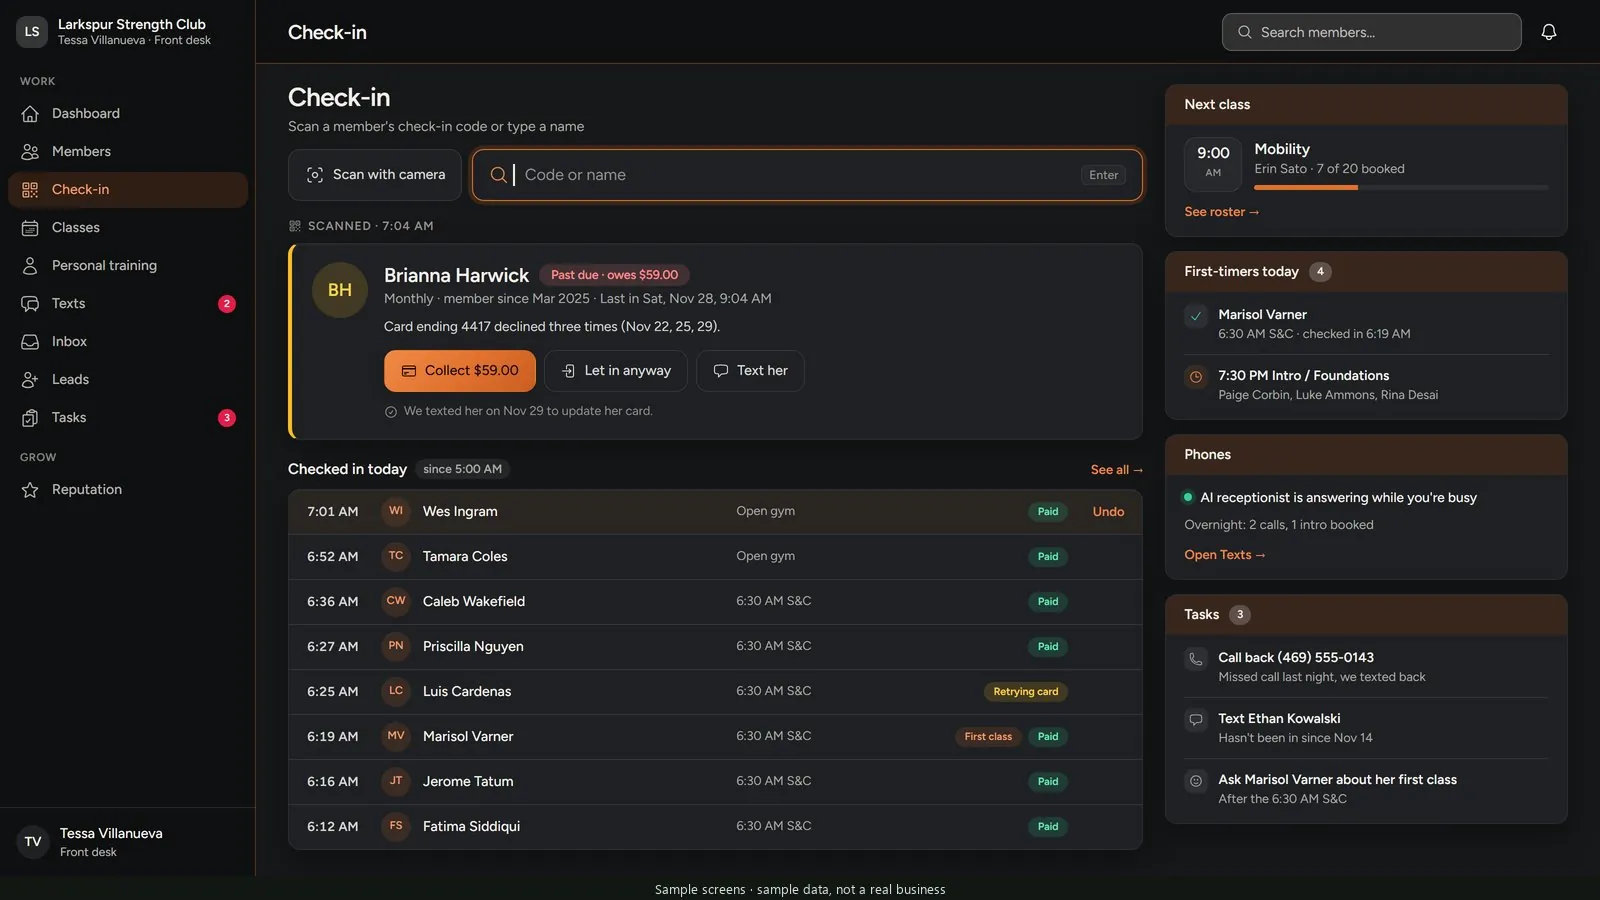 LS
Larkspur Strength Club
Tessa Villanueva · Front desk
WORK
Dashboard
Members
Check-in
Classes
Personal training
Texts 2
Inbox
Leads
Tasks 3
GROW
Reputation
TV
Tessa Villanueva
Front desk
Check-in
Search members...
Check-in
Scan a member's check-in code or type a name
Scan with camera
Code or name
Enter
SCANNED · 7:04 AM
BH
Brianna Harwick Past due · owes $59.00
Monthly · member since Mar 2025 · Last in Sat, Nov 28, 9:04 AM
Card ending 4417 declined three times (Nov 22, 25, 29).
Collect $59.00 Let in anyway Text her
We texted her on Nov 29 to update her card.
Checked in today since 5:00 AM See all →
7:01 AM WI Wes Ingram Open gym Paid Undo
6:52 AM TC Tamara Coles Open gym Paid
6:36 AM CW Caleb Wakefield 6:30 AM S&C Paid
6:27 AM PN Priscilla Nguyen 6:30 AM S&C Paid
6:25 AM LC Luis Cardenas 6:30 AM S&C Retrying card
6:19 AM MV Marisol Varner 6:30 AM S&C First class Paid
6:16 AM JT Jerome Tatum 6:30 AM S&C Paid
6:12 AM FS Fatima Siddiqui 6:30 AM S&C Paid
Next class
9:00 AM
Mobility
Erin Sato · 7 of 20 booked
See roster →
First-timers today 4
Marisol Varner
6:30 AM S&C · checked in 6:19 AM
7:30 PM Intro / Foundations
Paige Corbin, Luke Ammons, Rina Desai
Phones
AI receptionist is answering while you're busy
Overnight: 2 calls, 1 intro booked
Open Texts →
Tasks 3
Call back (469) 555-0143
Missed call last night, we texted back
Text Ethan Kowalski
Hasn't been in since Nov 14
Ask Marisol Varner about her first class
After the 6:30 AM S&C
Sample screens · sample data, not a real business